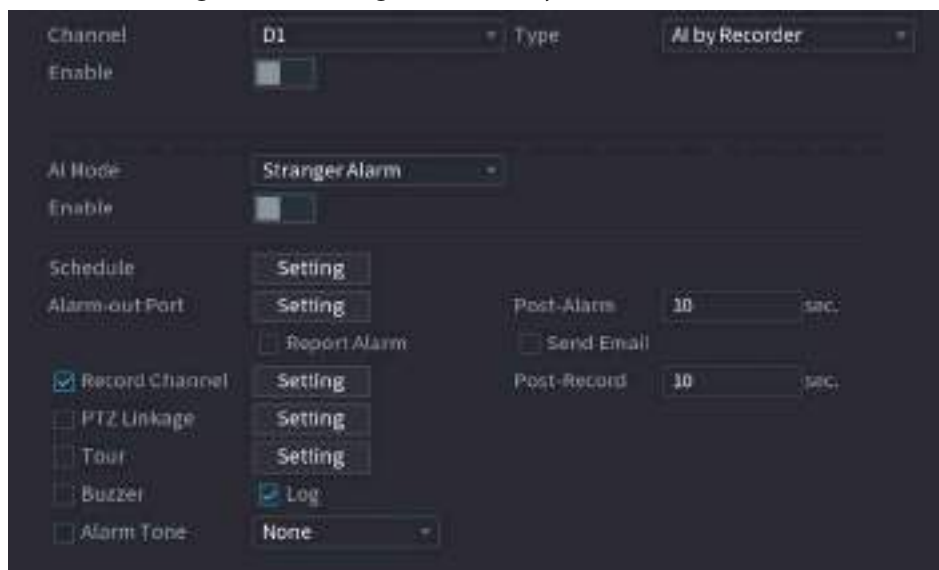 Channel D1 Type AI by Recorder
Enable
AI Mode Stranger Alarm
Enable
Schedule Setting
Alarm-out Port Setting Post-Alarm 10 sec.
Report Alarm Send Email
Record Channel Setting Post-Record 10 sec.
PTZ Linkage Setting
Tour Setting
Buzzer Log
Alarm Tone None